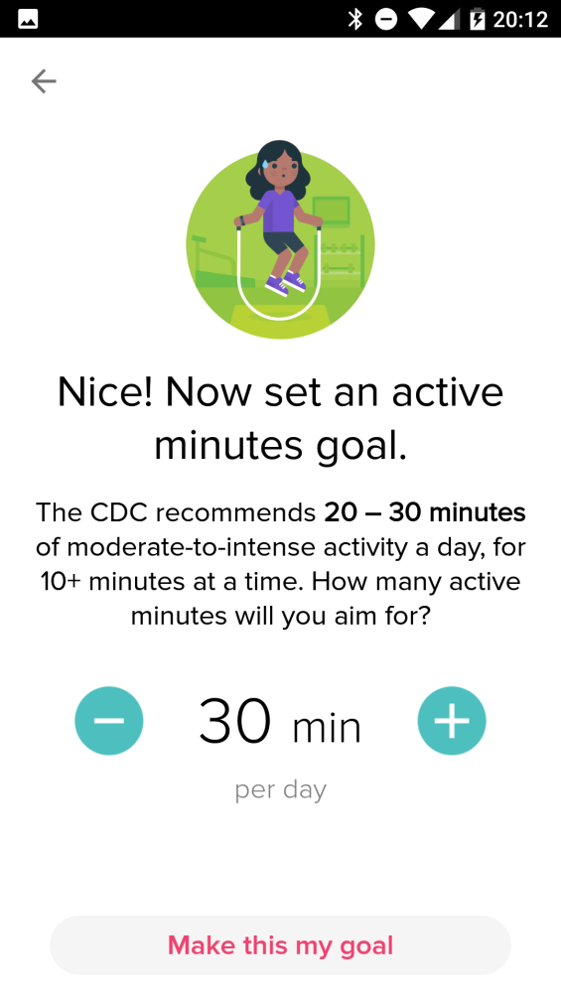 20:12
Nice! Now set an active
minutes goal.
The CDC recommends 20 – 30 minutes
of moderate-to-intense activity a day, for
10+ minutes at a time. How many active
minutes will you aim for?
30 min
per day
Make this my goal